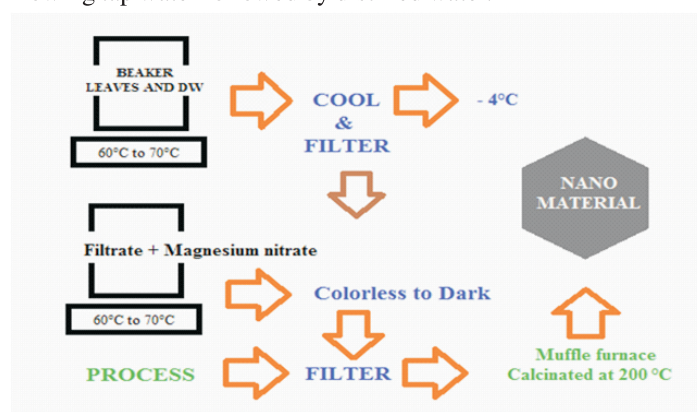 BEAKER
LEAVES AND DW
60°C to 70°C
COOL
&
FILTER
- 4°C
NANO
MATERIAL
Filtrate + Magnesium nitrate
60°C to 70°C
Colorless to Dark
PROCESS
FILTER
Muffle furnace
Calcinated at 200 °C